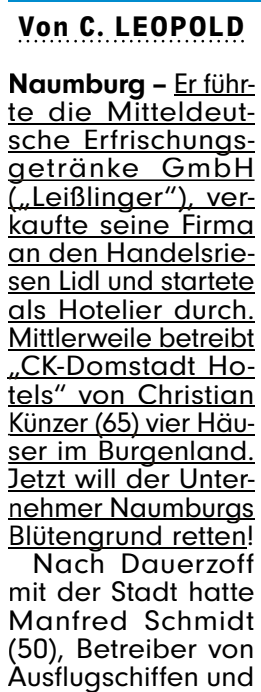 Von C. LEOPOLD
Naumburg – Er führ-
te die Mitteldeut-
sche Erfrischungs-
getränke GmbH
(„Leißlinger“), ver-
kaufte seine Firma
an den Handelsrie-
sen Lidl und startete
als Hotelier durch.
Mittlerweile betreibt
„CK-Domstadt Ho-
tels“ von Christian
Künzer (65) vier Häu-
ser im Burgenland.
Jetzt will der Unter-
nehmer Naumburgs
Blütengrund retten!
Nach Dauerzoff
mit der Stadt hatte
Manfred Schmidt
(50), Betreiber von
Ausflugschiffen und